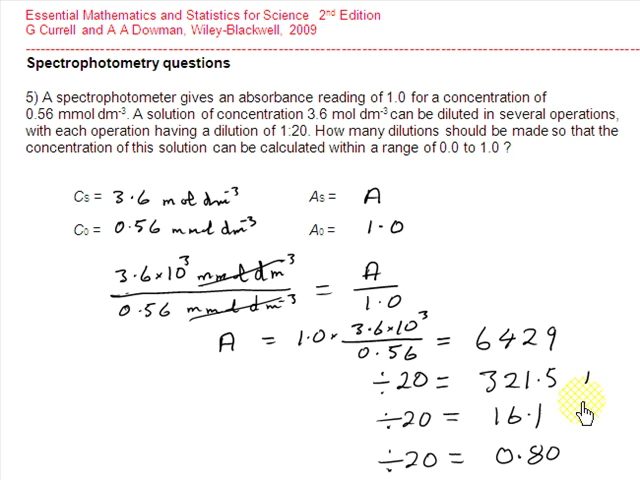 Essential Mathematics and Statistics for Science 2nd Edition
G Currell and A A Dowman, Wiley-Blackwell, 2009
Spectrophotometry questions
5) A spectrophotometer gives an absorbance reading of 1.0 for a concentration of
0.56 mmol dm-3. A solution of concentration 3.6 mol dm-3 can be diluted in several operations,
with each operation having a dilution of 1:20. How many dilutions should be made so that the
concentration of this solution can be calculated within a range of 0.0 to 1.0 ?
Cs = 3.6 mol dm-3 As = A
C0 = 0.56 mmol dm-3 A0 = 1.0
3.6 × 10^3 mmol dm-3 / 0.56 mmol dm-3 = A / 1.0
A = 1.0 × 3.6 × 10^3 / 0.56 = 6429
÷20 = 321.5
÷20 = 16.1
÷20 = 0.80